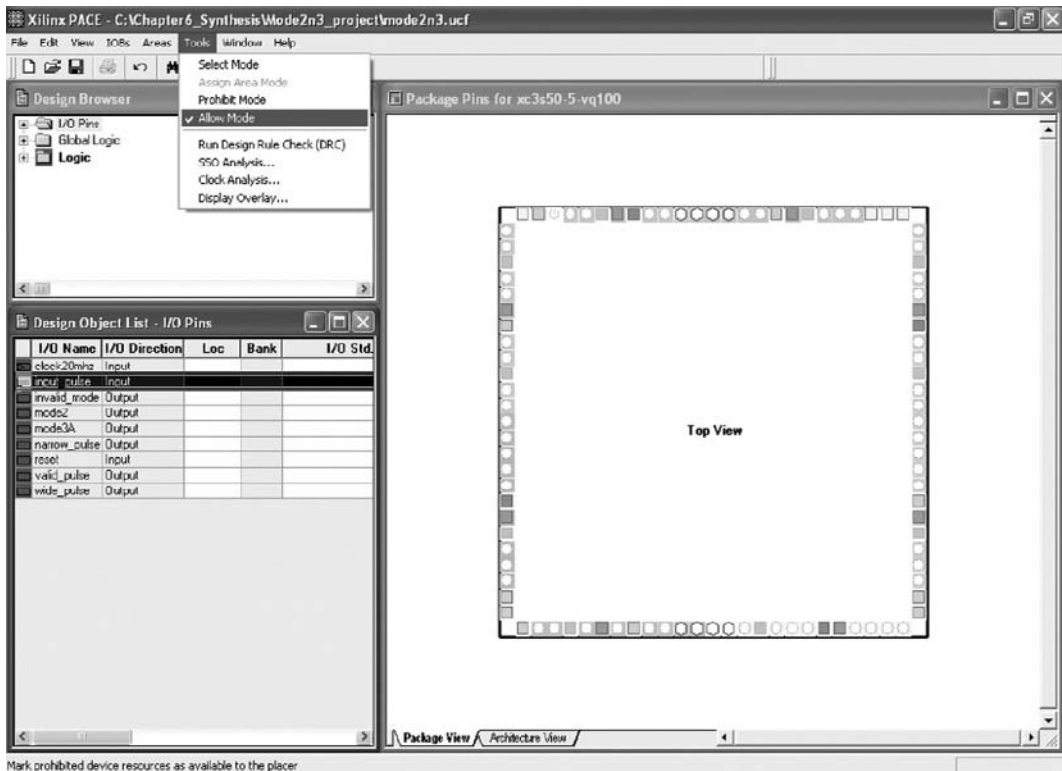 Xilinx PACE - C:\Chapter6_Synthesis\Mode2n3_project\mode2n3.ucf
File Edit View IOBs Areas Tools Window Help
Select Mode
Assign Area Mode
Prohibit Mode
Allow Mode
Run Design Rule Check (DRC)
SSO Analysis...
Clock Analysis...
Display Overlay...
Design Browser
I/O Pins
Global Logic
Logic
Design Object List - I/O Pins
I/O Name I/O Direction Loc Bank I/O Std.
clock20mhz Input
input_pulse Input
invalid_mode Output
mode2 Output
mode3A Output
narrow_pulse Output
reset Input
valid_pulse Output
wide_pulse Output
Package Pins for xc3s50-5-vq100
Top View
Package View Architecture View
Mark prohibited device resources as available to the placer